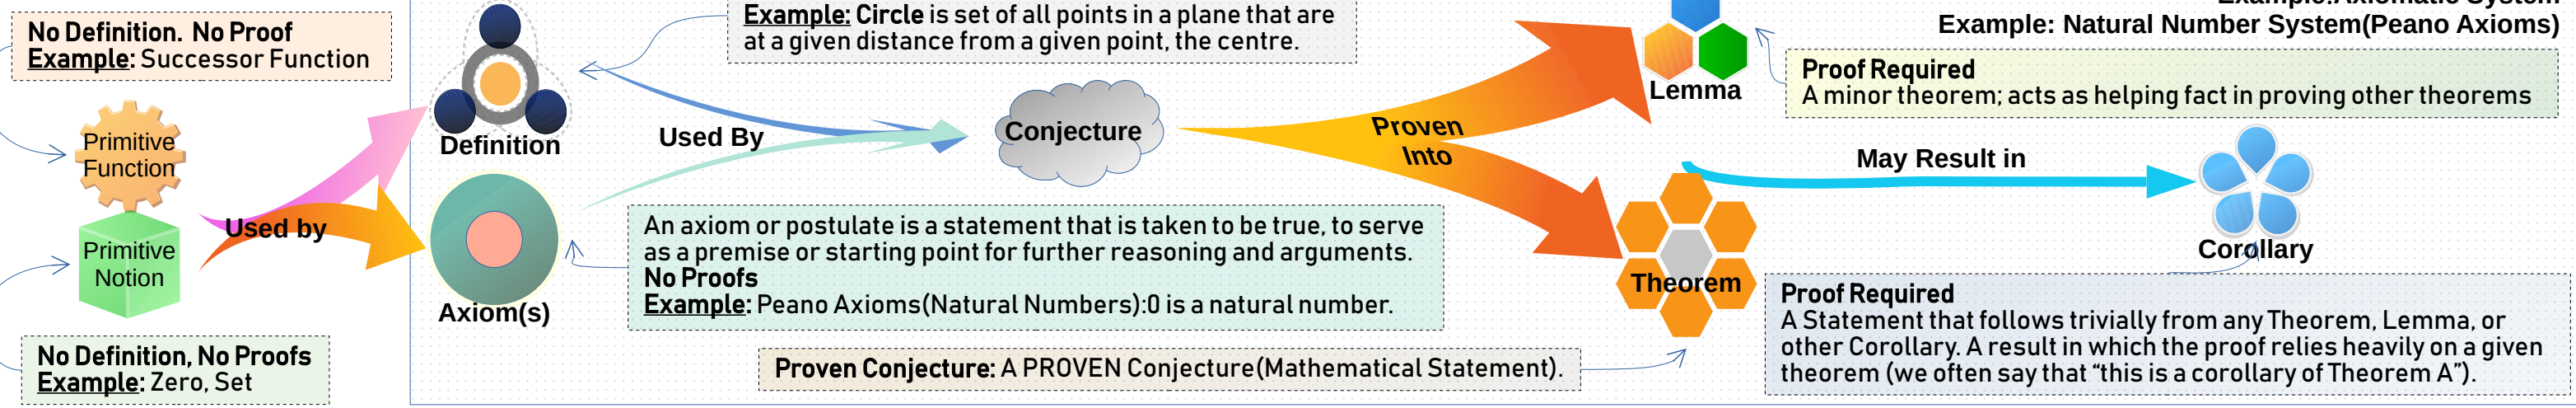 No Definition. No Proof
Example: Successor Function
Primitive
Function
Used by
Primitive
Notion
No Definition, No Proofs
Example: Zero, Set
Definition
Axiom(s)
Example: Circle is set of all points in a plane that are
at a given distance from a given point, the centre.
Used By
Conjecture
An axiom or postulate is a statement that is taken to be true, to serve
as a premise or starting point for further reasoning and arguments.
No Proofs
Example: Peano Axioms(Natural Numbers):0 is a natural number.
Proven Conjecture: A PROVEN Conjecture(Mathematical Statement).
Proven
Into
Lemma
Theorem
Example:Axiomatic System
Example: Natural Number System(Peano Axioms)
Proof Required
A minor theorem; acts as helping fact in proving other theorems
May Result in
Corollary
Proof Required
A Statement that follows trivially from any Theorem, Lemma, or
other Corollary. A result in which the proof relies heavily on a given
theorem (we often say that “this is a corollary of Theorem A”).